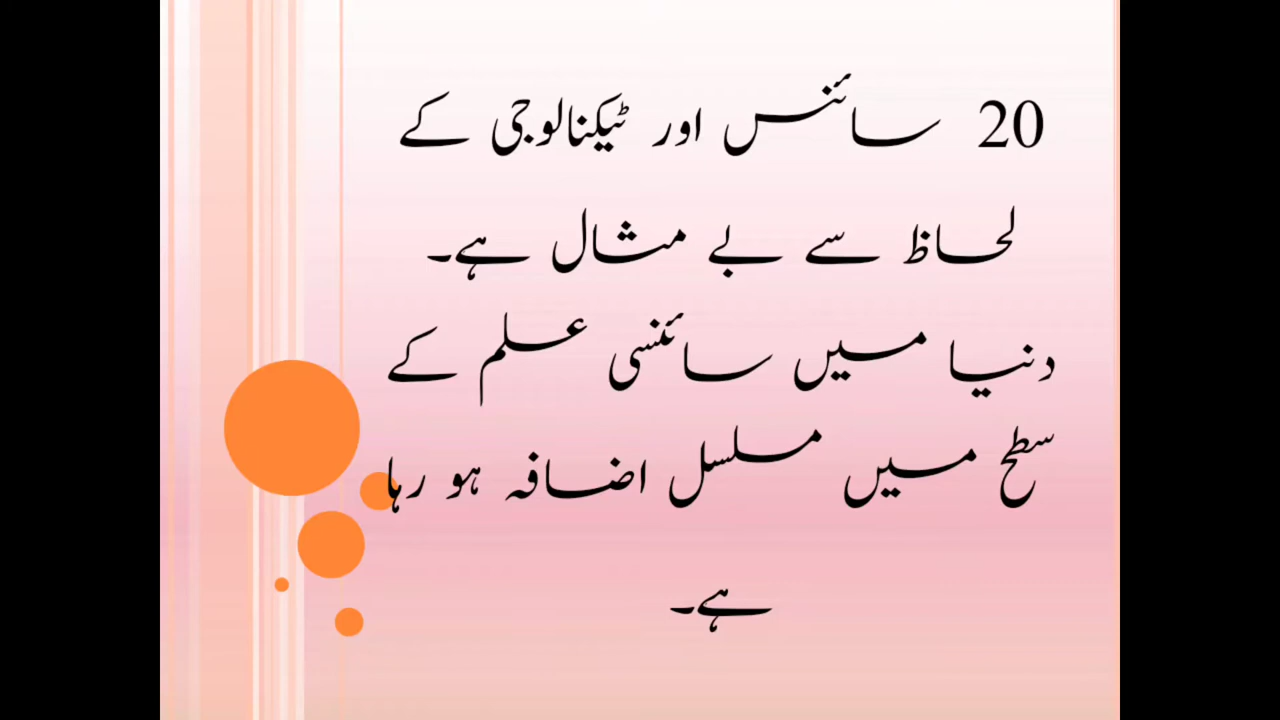 20 سائنس اور ٹیکنالوجی کے
لحاظ سے بے مثال ہے۔
دنیا میں سائنسی علم کے
سطح میں مسلسل اضافہ ہو رہا
ہے۔